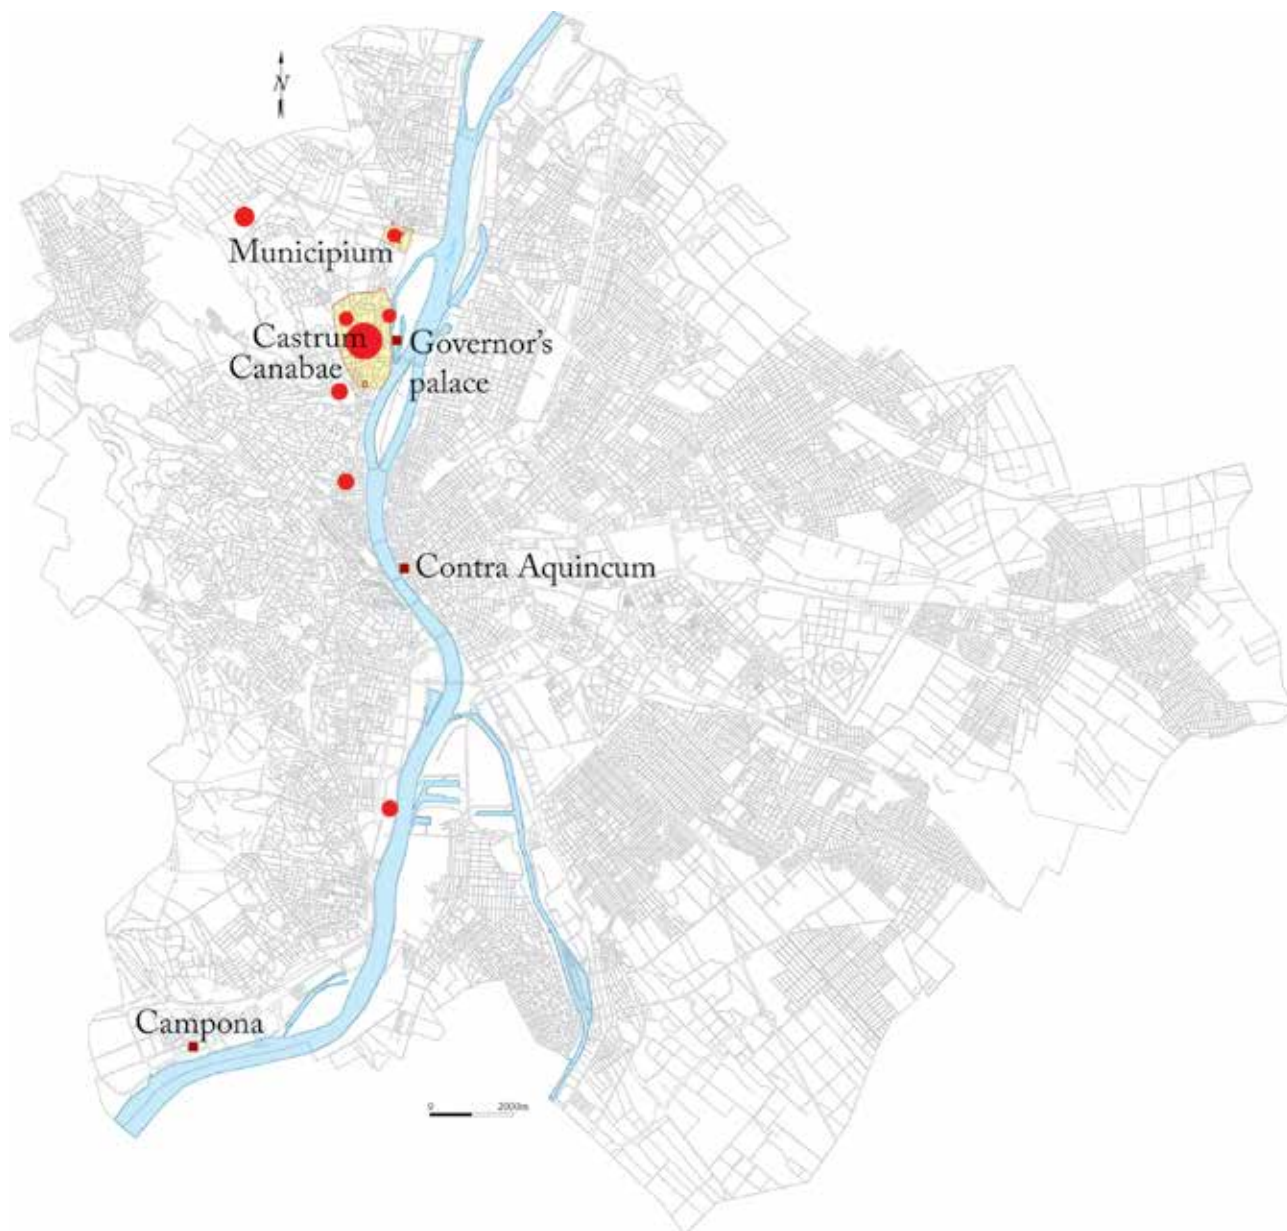 N
Municipium
Castrum
Canabae
Governor's
palace
Contra Aquincum
Campona
0 2000m